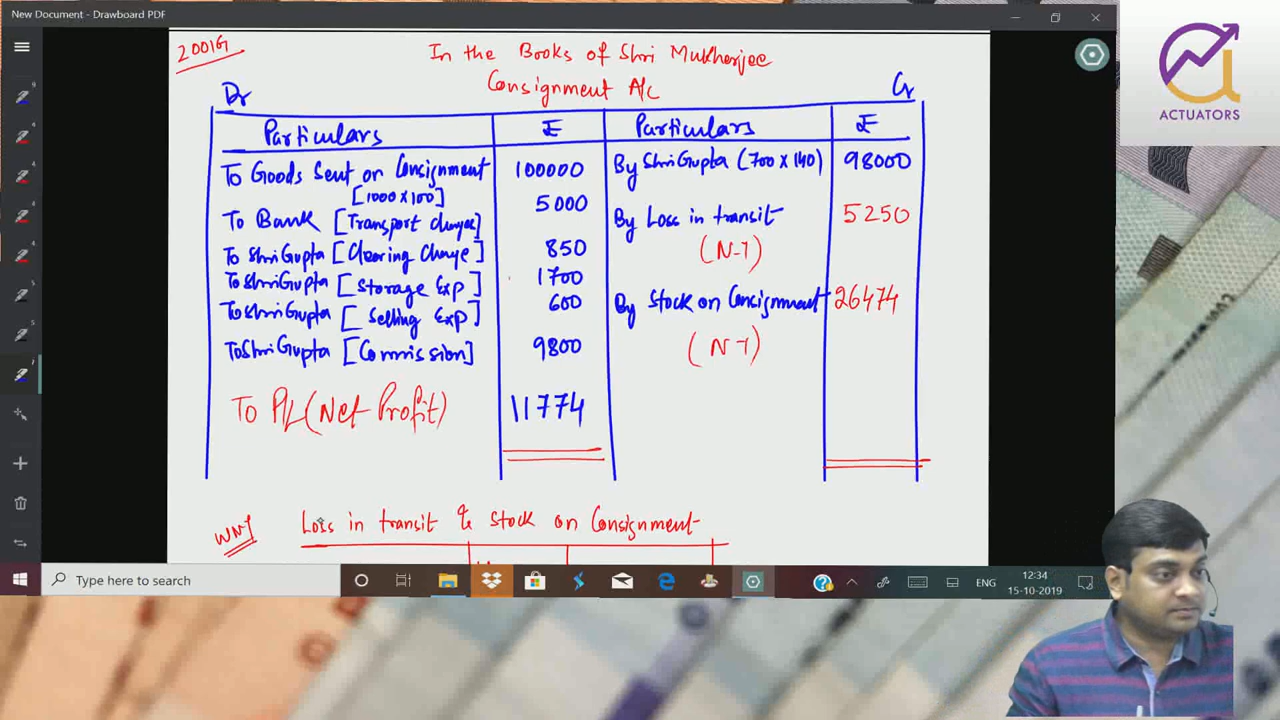 New Document - Drawboard PDF
ACTUATORS
2001G
In the Books of Shri Mukherjee
Consignment A/c
Dr
Cr
Particulars ₤ Particulars ₤
To Goods Sent on Consignment 100000 By Shri Gupta (700 x 140) 98000
[1000 x 100]
To Bank [Transport charges] 5000 By Loss in transit 5250
(N-1)
To Shri Gupta [Clearing Charge] 850
To Shri Gupta [Storage Exp] 1700
To Shri Gupta [Selling Exp] 600 By Stock on Consignment 26474
(N-1)
To Shri Gupta [Commission] 9800
To P/L (Net Profit) 11774
WN-1 Loss in transit & Stock on Consignment
Type here to search
ENG
12:34
15-10-2019